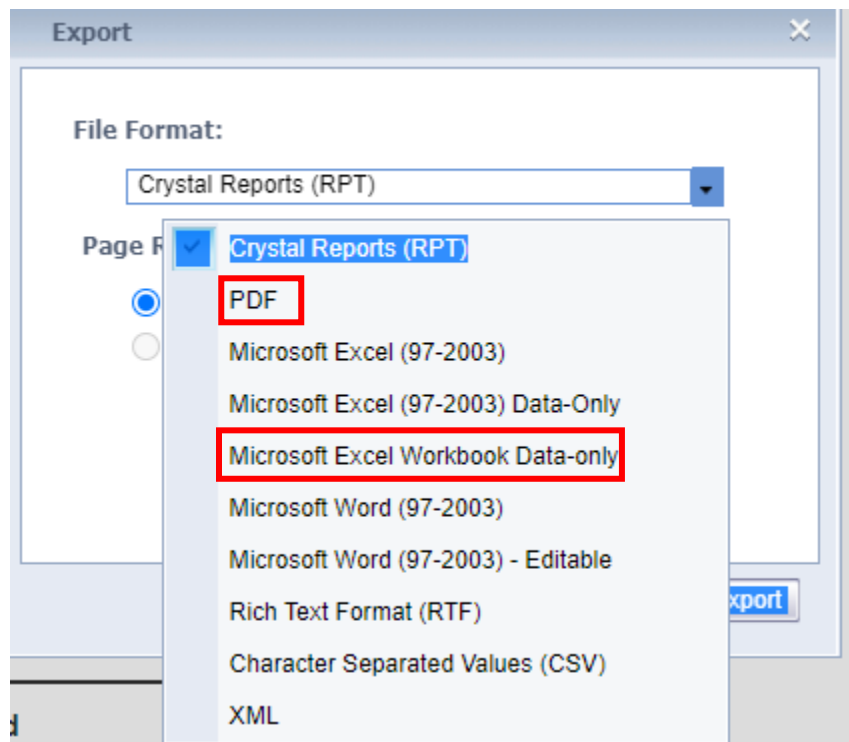 Export
File Format:
Crystal Reports (RPT)
Page R
Crystal Reports (RPT)
PDF
Microsoft Excel (97-2003)
Microsoft Excel (97-2003) Data-Only
Microsoft Excel Workbook Data-only
Microsoft Word (97-2003)
Microsoft Word (97-2003) - Editable
xport
Rich Text Format (RTF)
Character Separated Values (CSV)
XML
d